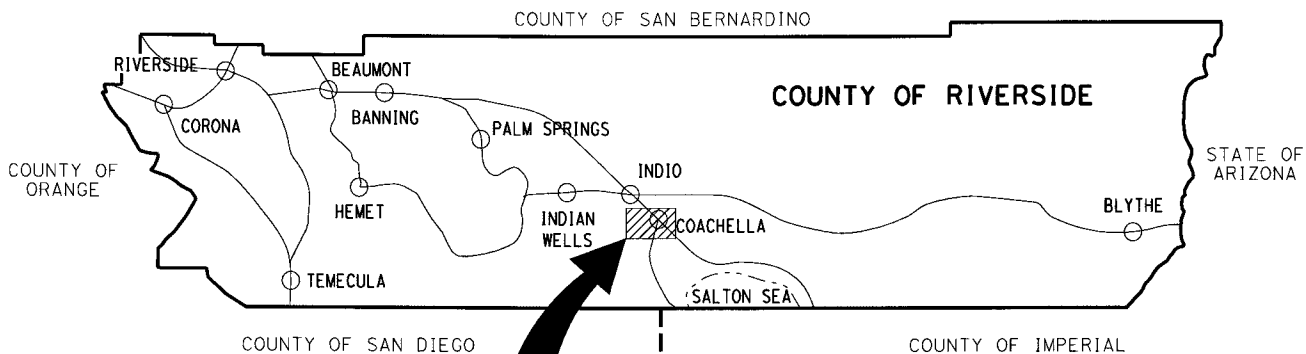 COUNTY OF SAN BERNARDINO
RIVERSIDE
BEAUMONT
COUNTY OF RIVERSIDE
CORONA
BANNING
PALM SPRINGS
COUNTY OF
ORANGE
STATE OF
ARIZONA
INDIO
HEMET
INDIAN
WELLS
COACHELLA
BLYTHE
TEMECULA
SALTON SEA
COUNTY OF SAN DIEGO
COUNTY OF IMPERIAL